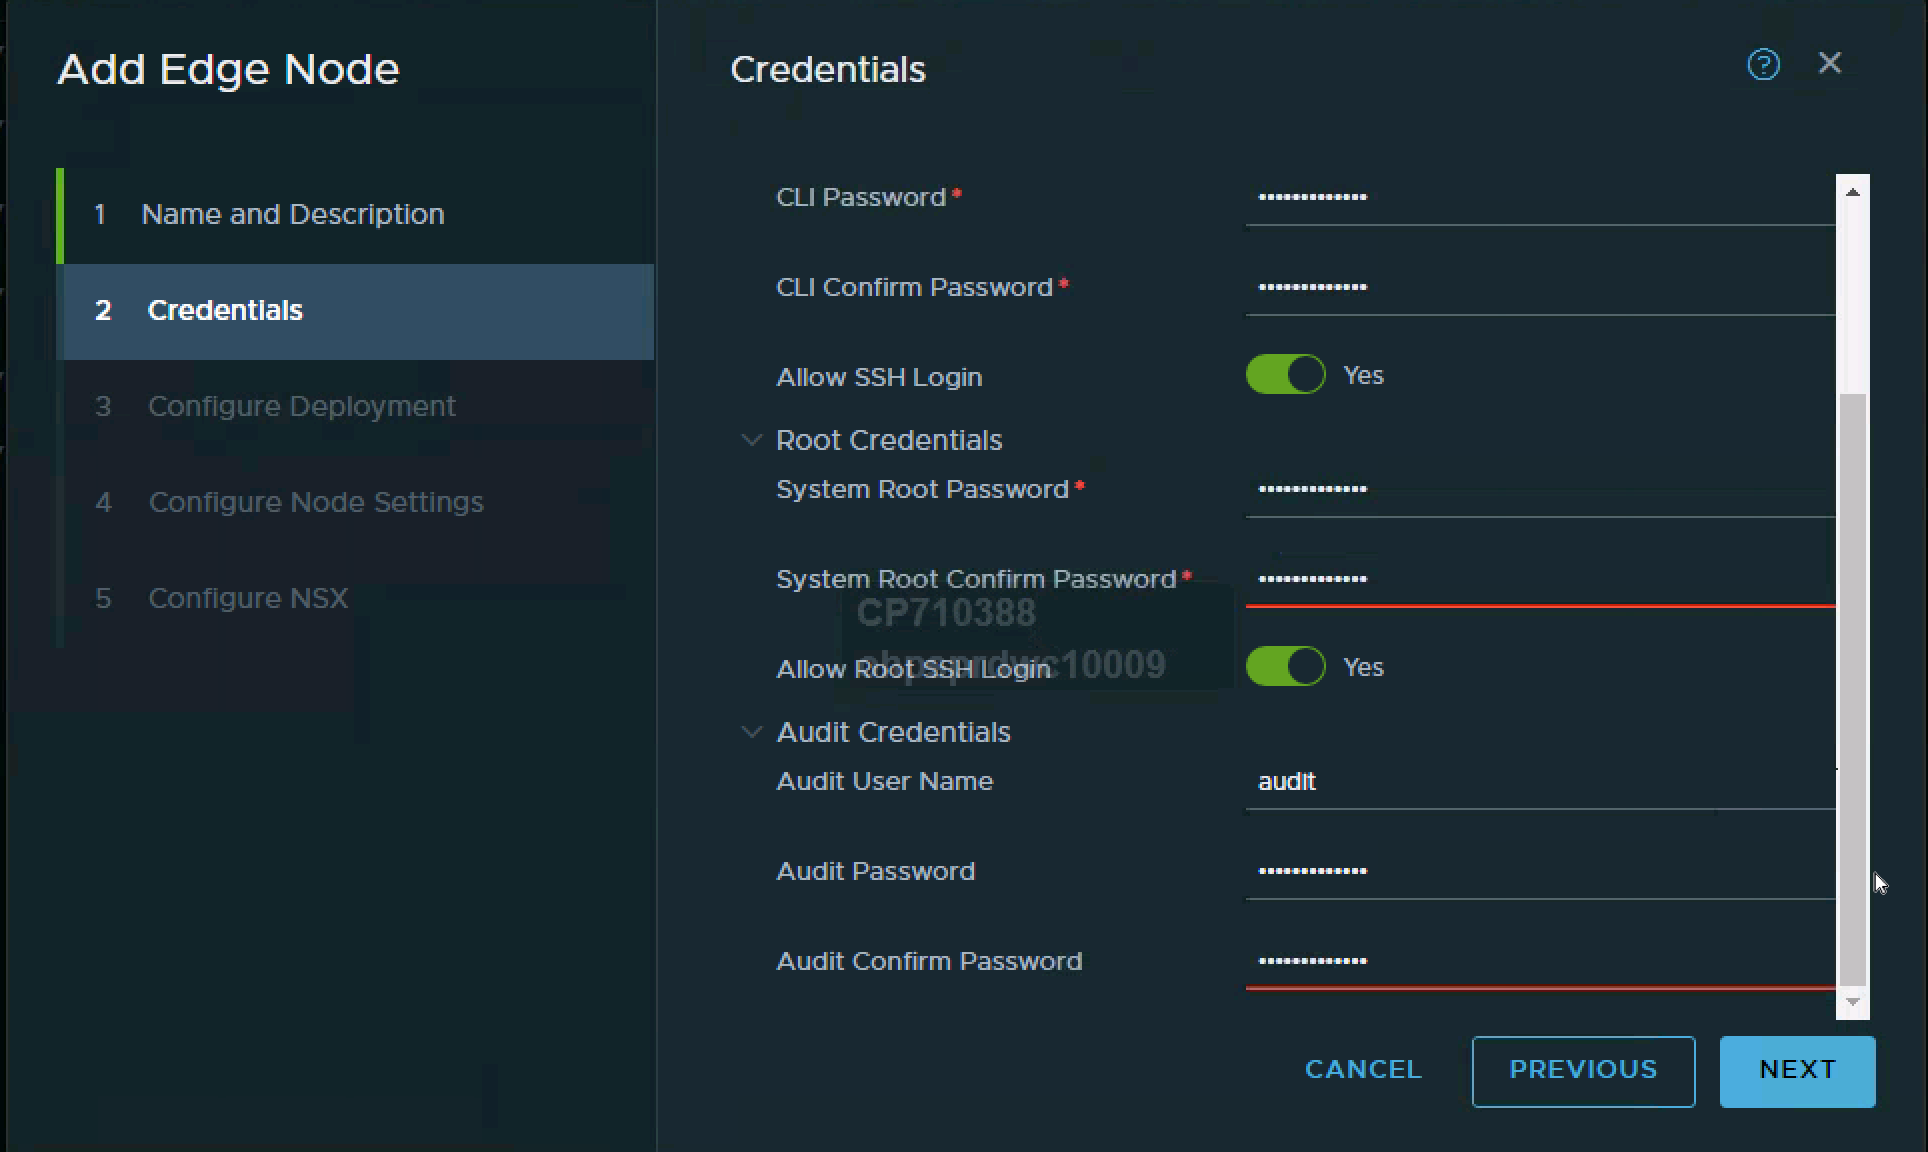 Add Edge Node
1 Name and Description
2 Credentials
3 Configure Deployment
4 Configure Node Settings
5 Configure NSX
Credentials
?
CLI Password*
•••••••••••••
CLI Confirm Password*
•••••••••••••
Allow SSH Login
Yes
Root Credentials
System Root Password*
•••••••••••••
System Root Confirm Password*
•••••••••••••
CP710388
Allow Root SSH Login
Yes
Audit Credentials
Audit User Name
audit
Audit Password
•••••••••••••
Audit Confirm Password
•••••••••••••
CANCEL
PREVIOUS
NEXT